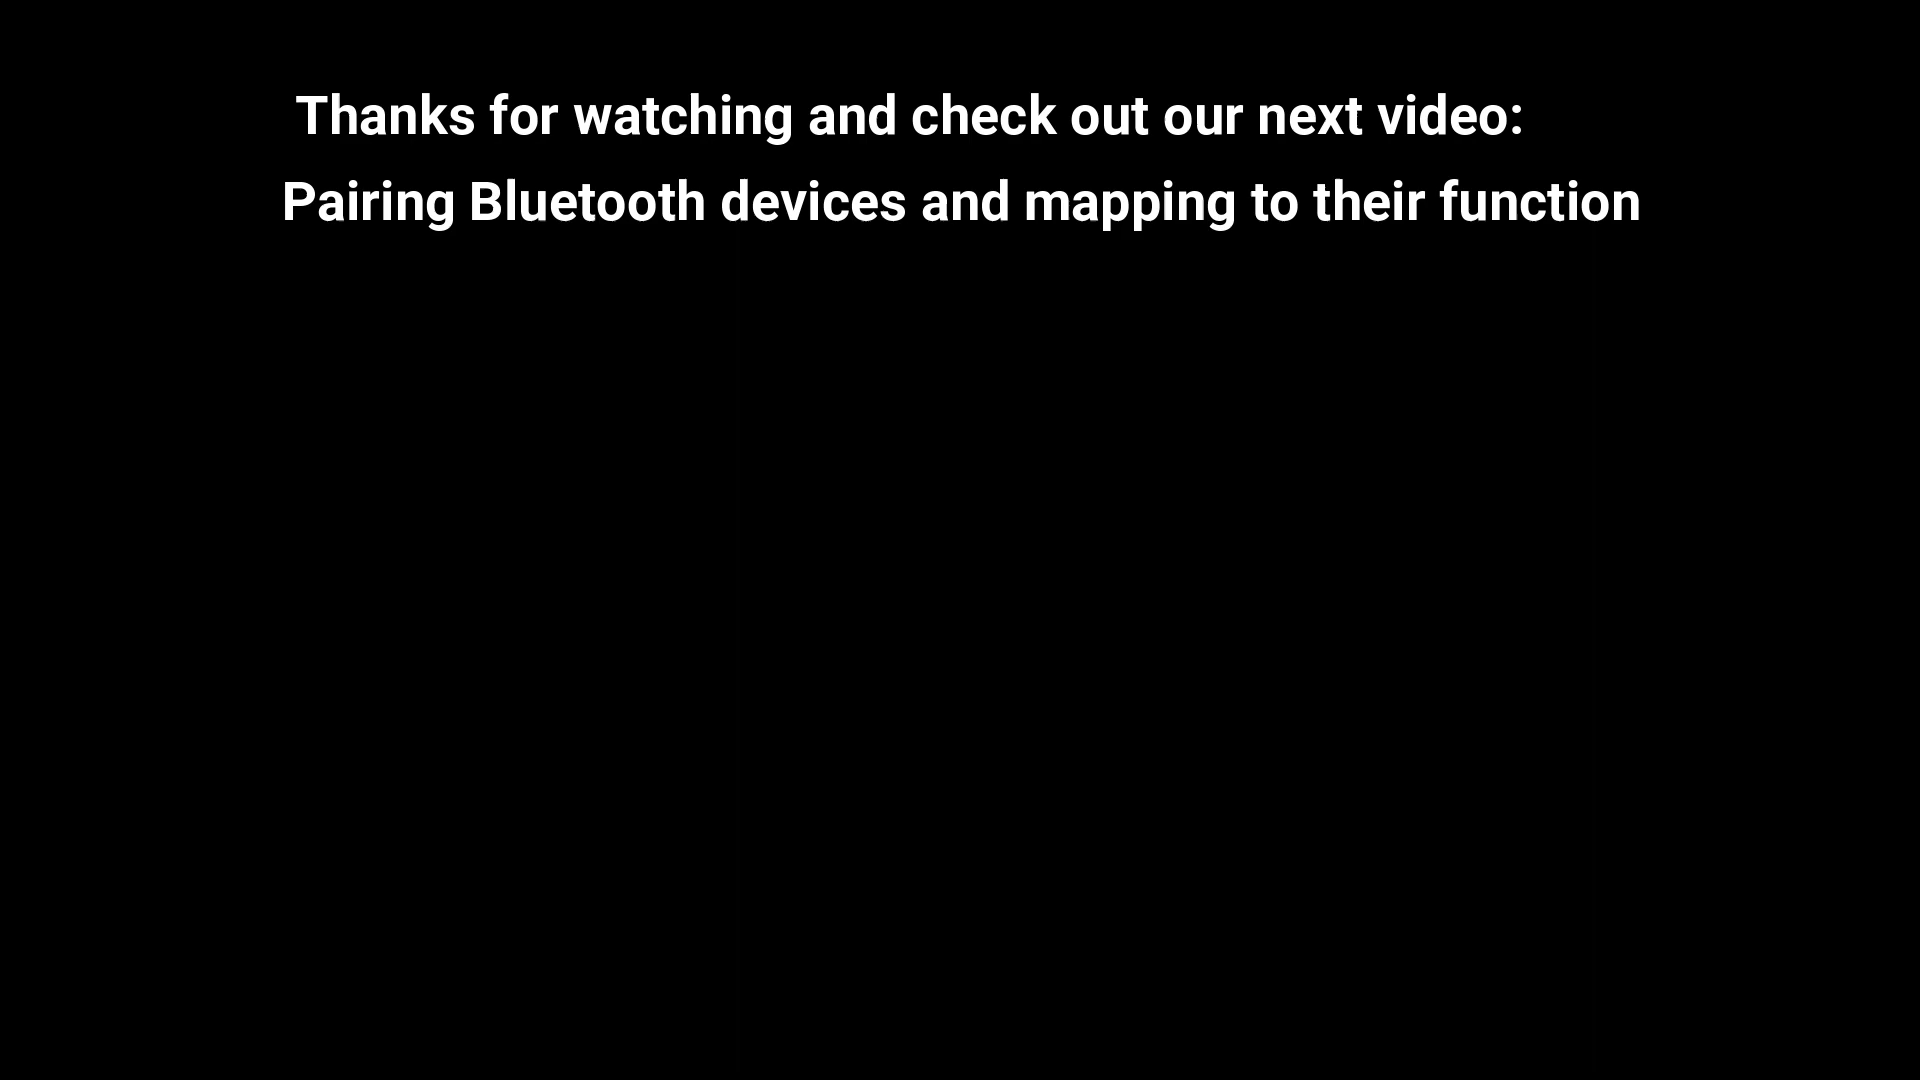 Thanks for watching and check out our next video:
Pairing Bluetooth devices and mapping to their function